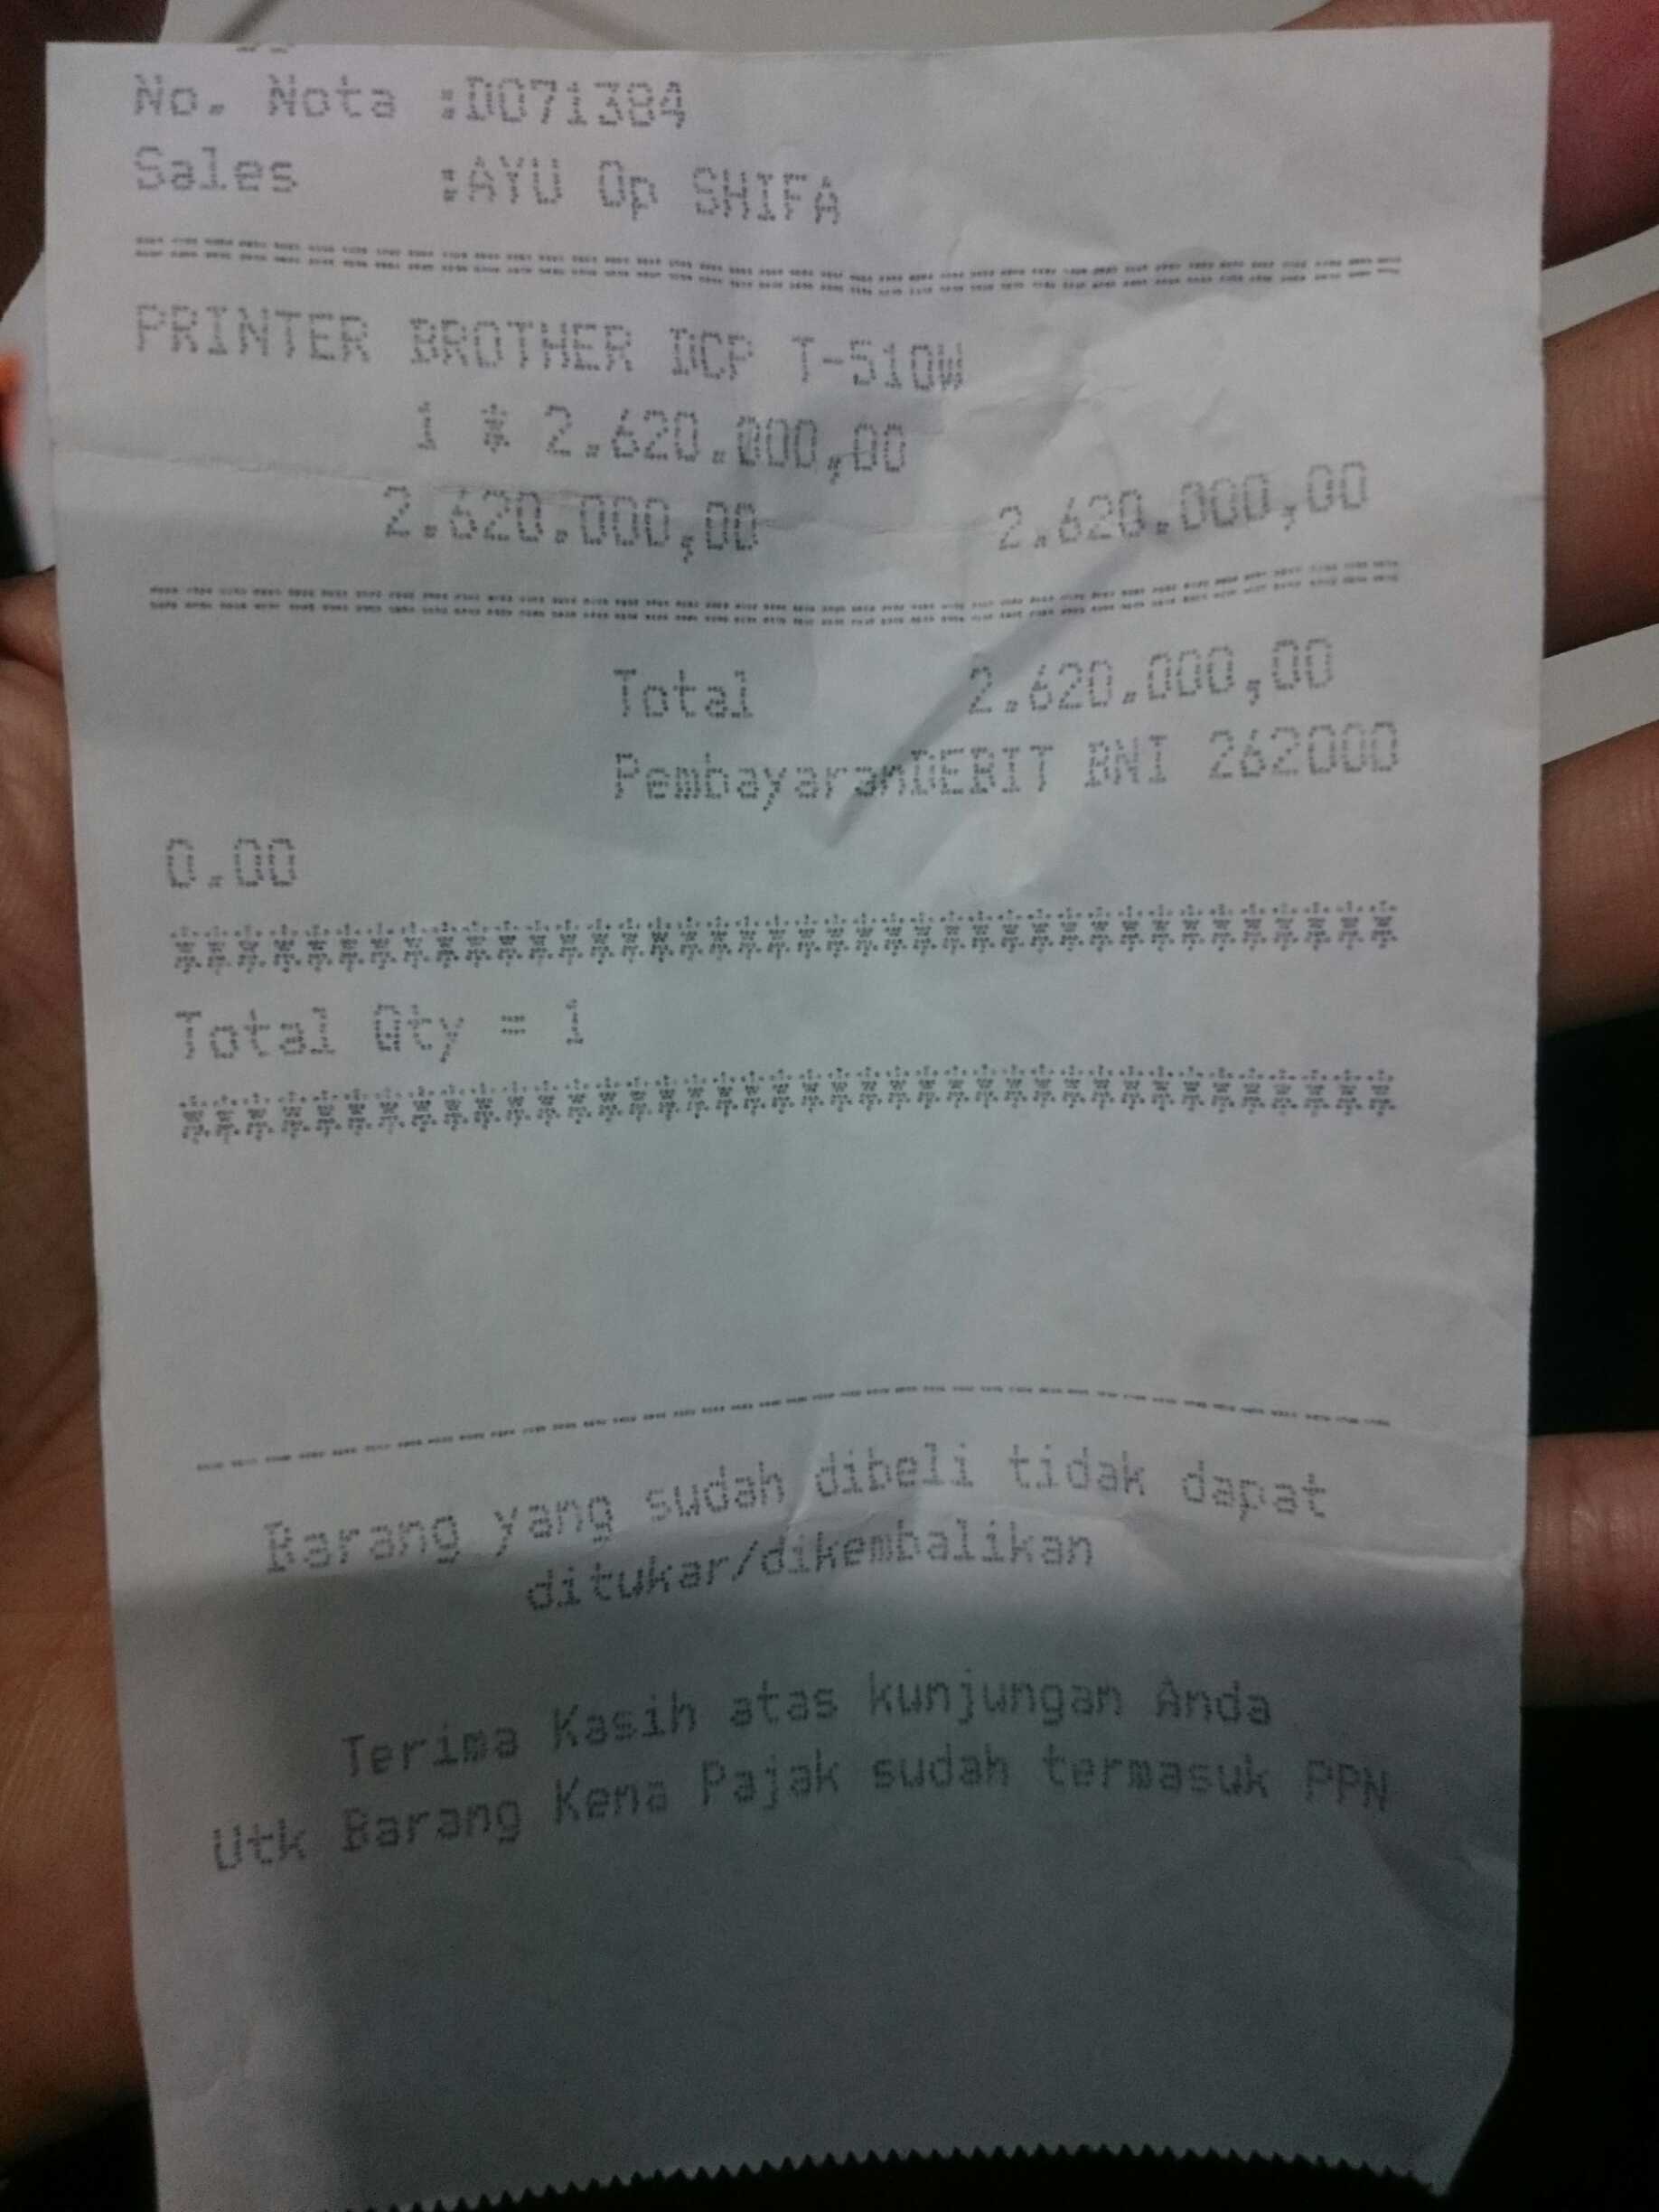 No. Nota :D071384
Sales :AYU Op SHIFA
PRINTER BROTHER DCP T-510W
1 * 2.620.000,00
2.620.000,00 2.620.000,00
Total 2.620.000,00
PembayaranDEBIT BNI 262000
0.00
********************************
Total Qty = 1
********************************
Barang yang sudah dibeli tidak dapat
ditukar/dikembalikan
Terima Kasih atas kunjungan Anda
Utk Barang Kena Pajak sudah termasuk PPN